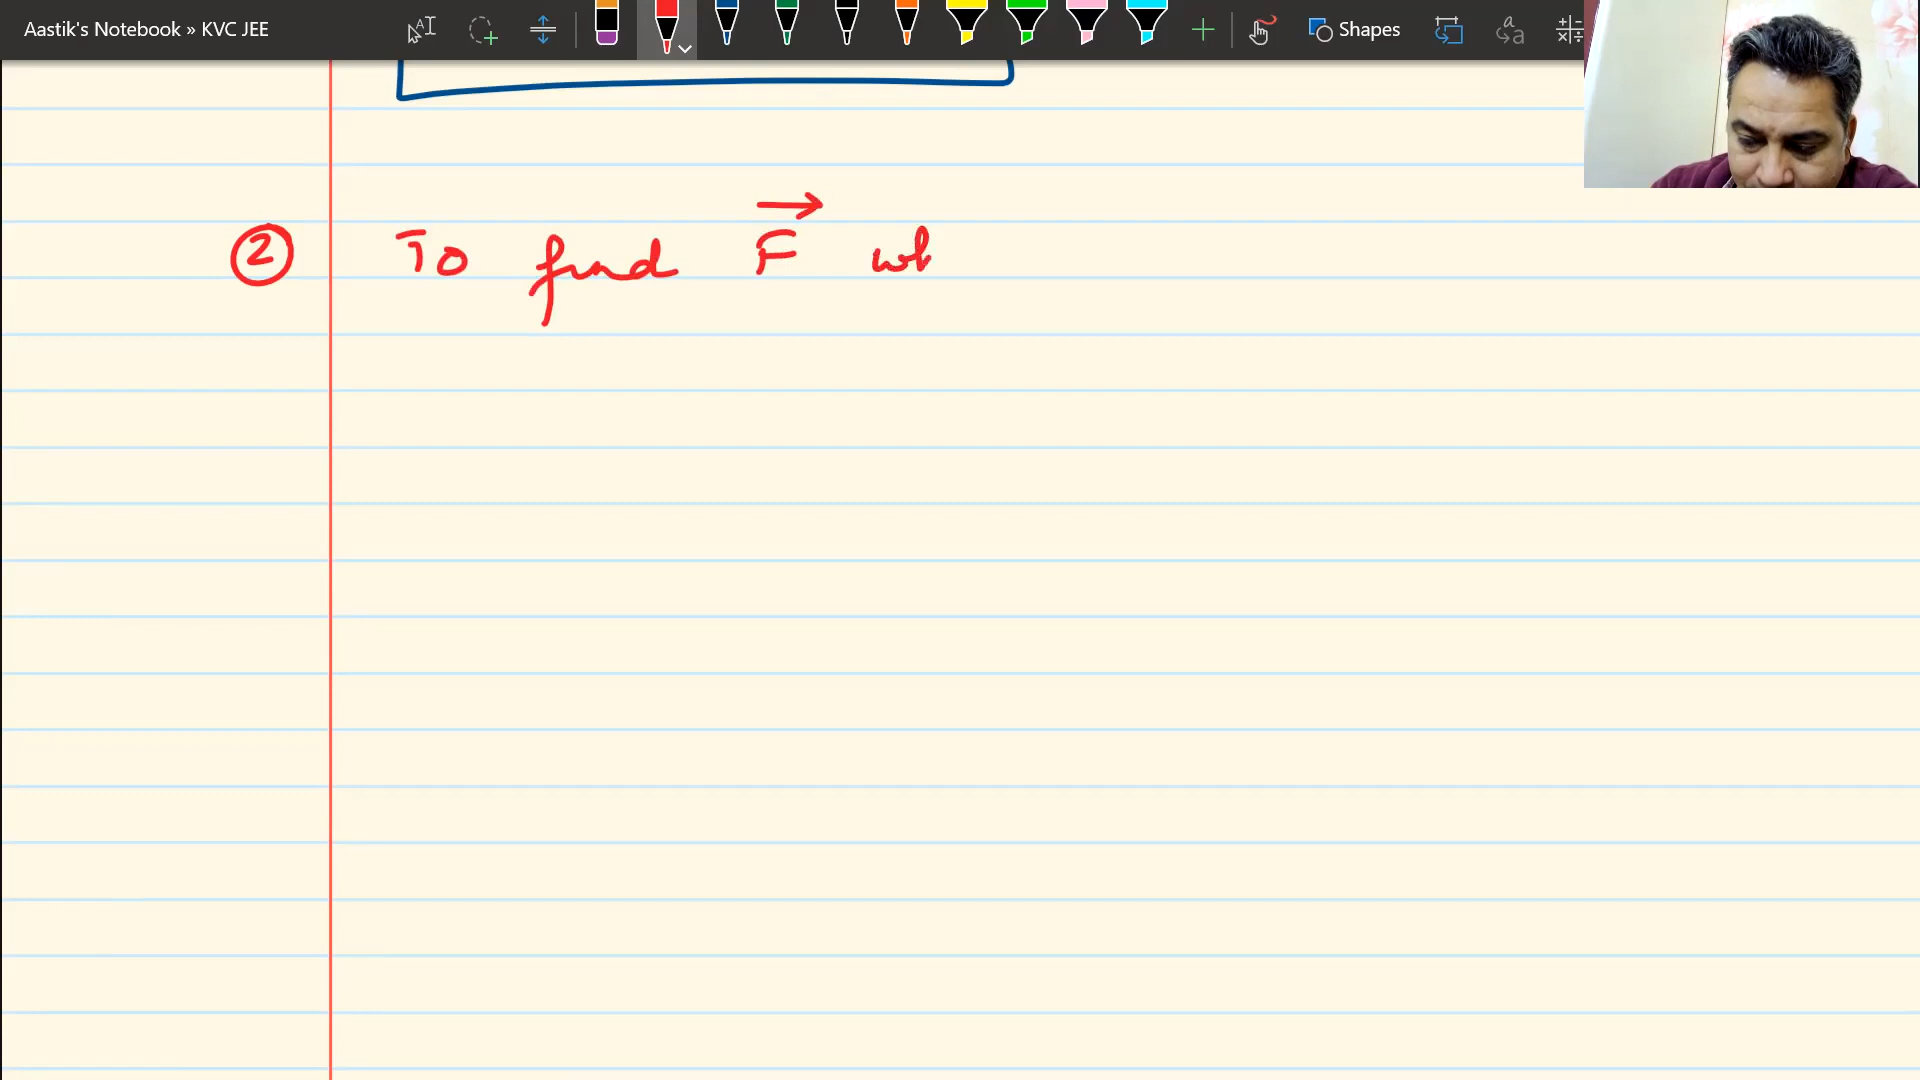 Aastik's Notebook » KVC JEE
Shapes
② To find F⃗ wh